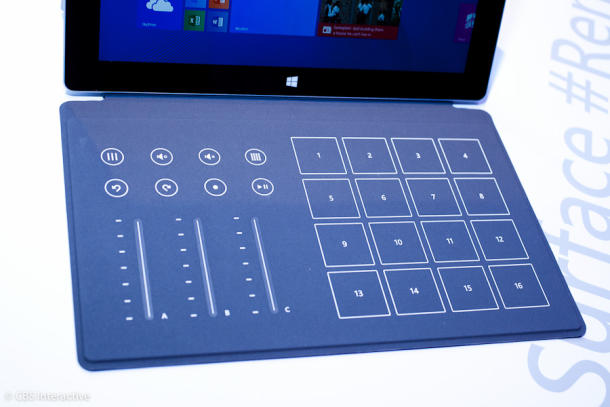 1 2 3 4
5 6 7 8
9 10 11 12
13 14 15 16
A B C
Surface #Rem
© CBS Interactive